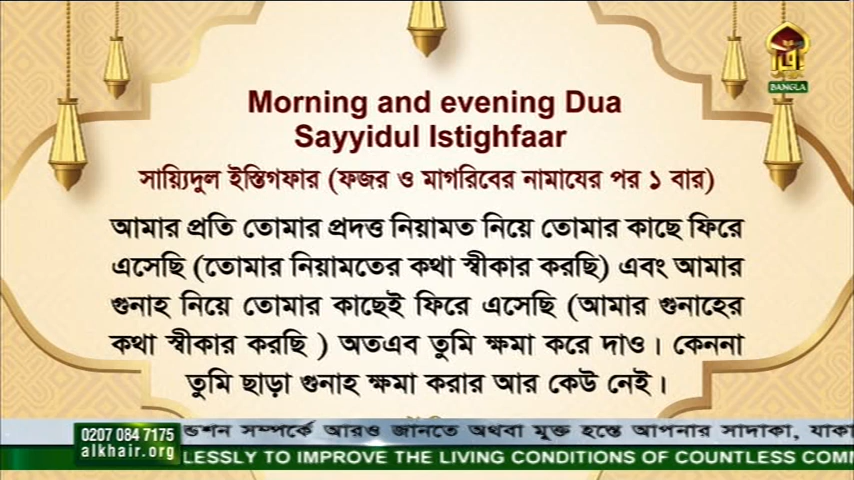 Morning and evening Dua
Sayyidul Istighfaar
সায়্যিদুল ইস্তিগফার (ফজর ও মাগরিবের নামাযের পর ১ বার)
আমার প্রতি তোমার প্রদত্ত নিয়ামত নিয়ে তোমার কাছে ফিরে
এসেছি (তোমার নিয়ামতের কথা স্বীকার করছি) এবং আমার
গুনাহ নিয়ে তোমার কাছেই ফিরে এসেছি (আমার গুনাহের
কথা স্বীকার করছি ) অতএব তুমি ক্ষমা করে দাও। কেননা
তুমি ছাড়া গুনাহ ক্ষমা করার আর কেউ নেই।
BANGLA
0207 084 7175
alkhair.org
ন্ডেশন সম্পর্কে আরও জানতে অথবা মুক্ত হস্তে আপনার সাদাকা, যাকা
LESSLY TO IMPROVE THE LIVING CONDITIONS OF COUNTLESS COM